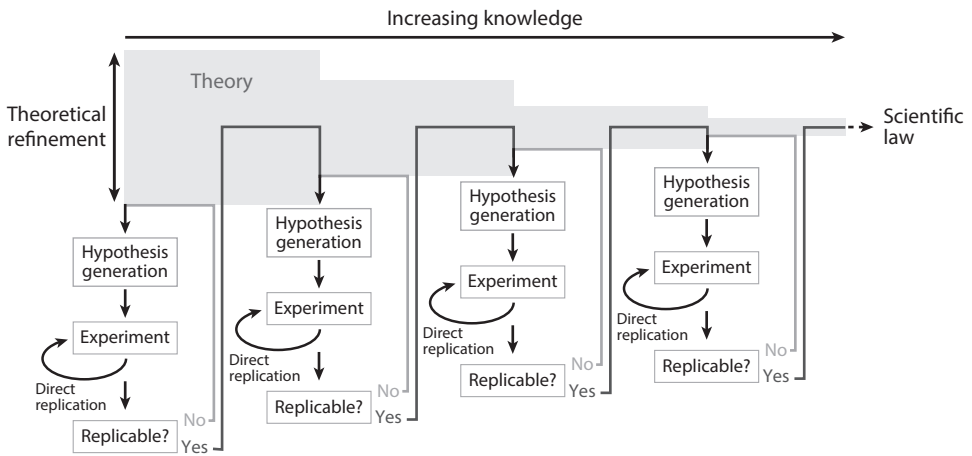 Increasing knowledge
Theory
Theoretical
refinement
Scientific
law
Hypothesis
generation
Experiment
Direct
replication
Replicable?
No
Yes
Hypothesis
generation
Experiment
Direct
replication
Replicable?
No
Yes
Hypothesis
generation
Experiment
Direct
replication
Replicable?
No
Yes
Hypothesis
generation
Experiment
Direct
replication
Replicable?
No
Yes